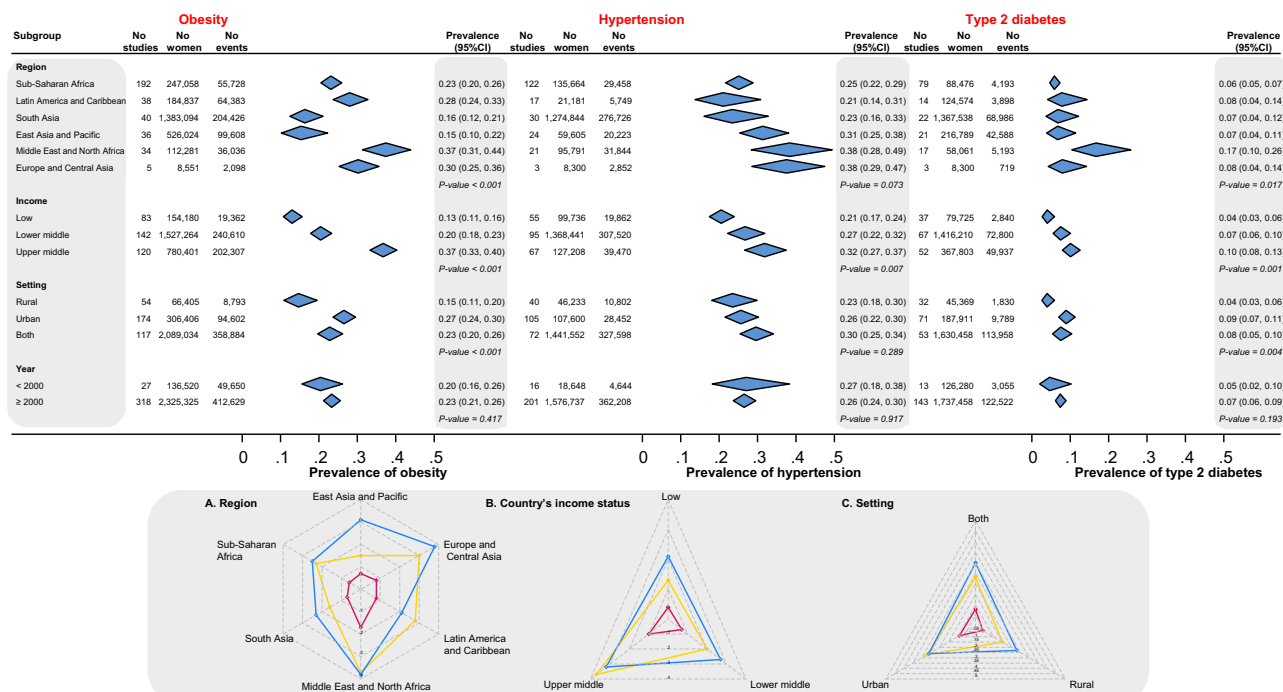 Obesity Hypertension Type 2 diabetes
Subgroup No studies No women No events Prevalence (95%CI) No studies No women No events Prevalence (95%CI) No studies No women No events Prevalence (95%CI)
Region
Sub-Saharan Africa 192 247,058 55,728 0.23 (0.20, 0.26) 122 135,664 29,458 0.25 (0.22, 0.29) 79 88,476 4,193 0.06 (0.05, 0.07)
Latin America and Caribbean 38 184,837 64,383 0.28 (0.24, 0.33) 17 21,181 5,749 0.21 (0.14, 0.31) 14 124,574 3,898 0.08 (0.04, 0.14)
South Asia 40 1,383,094 204,426 0.16 (0.12, 0.21) 30 1,274,844 276,726 0.23 (0.16, 0.33) 22 1,367,538 68,986 0.07 (0.04, 0.12)
East Asia and Pacific 36 526,024 99,608 0.15 (0.10, 0.22) 24 59,605 20,223 0.31 (0.25, 0.38) 21 216,789 42,588 0.07 (0.04, 0.11)
Middle East and North Africa 34 112,281 36,036 0.37 (0.31, 0.44) 21 95,791 31,844 0.38 (0.28, 0.49) 17 58,061 5,193 0.17 (0.10, 0.26)
Europe and Central Asia 5 8,551 2,098 0.30 (0.25, 0.36) 3 8,300 2,852 0.38 (0.29, 0.47) 3 8,300 719 0.08 (0.04, 0.14)
P-value < 0.001 P-value = 0.073 P-value = 0.017
Income
Low 83 154,180 19,362 0.13 (0.11, 0.16) 55 99,736 19,862 0.21 (0.17, 0.24) 37 79,725 2,840 0.04 (0.03, 0.06)
Lower middle 142 1,527,264 240,610 0.20 (0.18, 0.23) 95 1,368,441 307,520 0.27 (0.22, 0.32) 67 1,416,210 72,800 0.07 (0.06, 0.10)
Upper middle 120 780,401 202,307 0.37 (0.33, 0.40) 67 127,208 39,470 0.32 (0.27, 0.37) 52 367,803 49,937 0.10 (0.08, 0.13)
P-value < 0.001 P-value = 0.007 P-value = 0.001
Setting
Rural 54 66,405 8,793 0.15 (0.11, 0.20) 40 46,233 10,802 0.23 (0.18, 0.30) 32 45,369 1,830 0.04 (0.03, 0.06)
Urban 174 306,406 94,602 0.27 (0.24, 0.30) 105 107,600 28,452 0.26 (0.22, 0.30) 71 187,911 9,789 0.09 (0.07, 0.11)
Both 117 2,089,034 358,884 0.23 (0.20, 0.26) 72 1,441,552 327,598 0.30 (0.25, 0.34) 53 1,630,458 113,958 0.08 (0.05, 0.10)
P-value < 0.001 P-value = 0.289 P-value = 0.004
Year
< 2000 27 136,520 49,650 0.20 (0.16, 0.26) 16 18,648 4,644 0.27 (0.18, 0.38) 13 126,280 3,055 0.05 (0.02, 0.10)
≥ 2000 318 2,325,325 412,629 0.23 (0.21, 0.26) 201 1,576,737 362,208 0.26 (0.24, 0.30) 143 1,737,458 122,522 0.07 (0.06, 0.09)
P-value = 0.417 P-value = 0.917 P-value = 0.193
0 .1 .2 .3 .4 .5 0 .1 .2 .3 .4 .5 0 .1 .2 .3 .4 .5
Prevalence of obesity Prevalence of hypertension Prevalence of type 2 diabetes
A. Region B. Country's income status C. Setting
East Asia and Pacific
Europe and
Central Asia
Latin America
and Caribbean
Middle East and North Africa
South Asia
Sub-Saharan
Africa
Low
Upper middle
Lower middle
Both
Urban
Rural